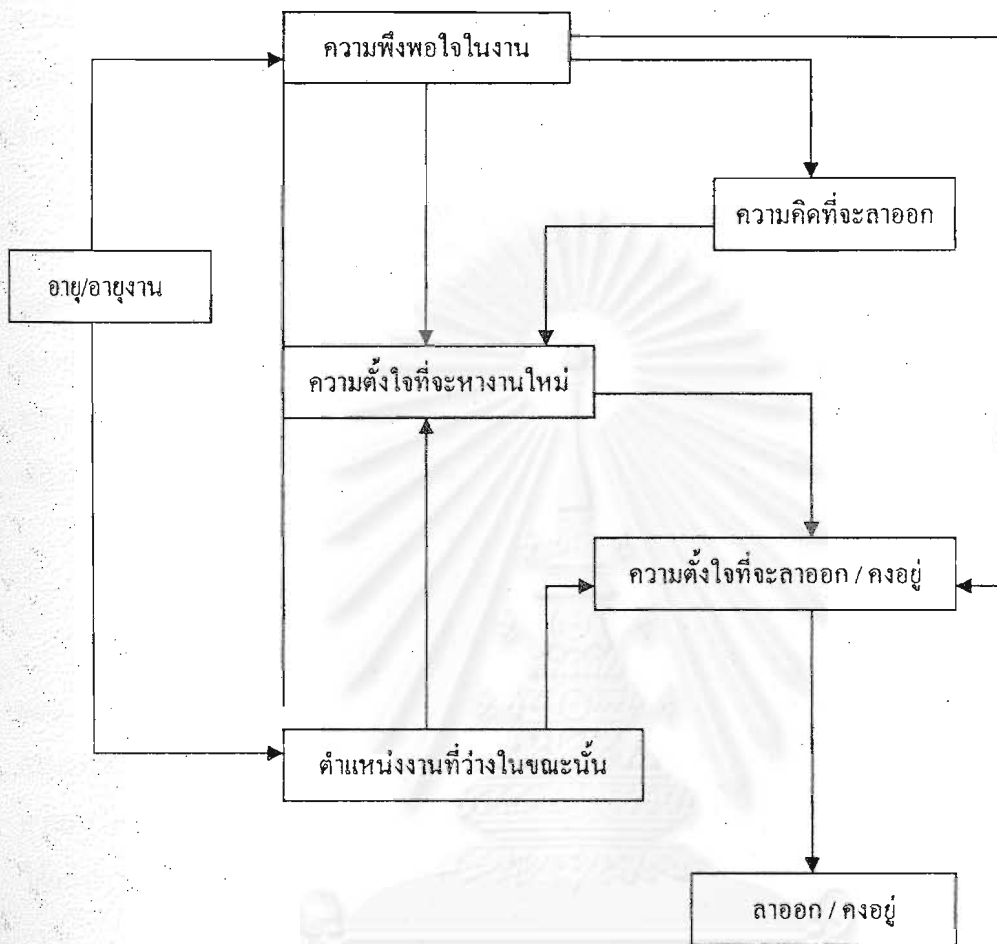 ความพึงพอใจในงาน
ความคิดที่จะลาออก
อายุ/อายุงาน
ความตั้งใจที่จะหางานใหม่
ความตั้งใจที่จะลาออก / คงอยู่
ตำแหน่งงานที่ว่างในขณะนั้น
ลาออก / คงอยู่